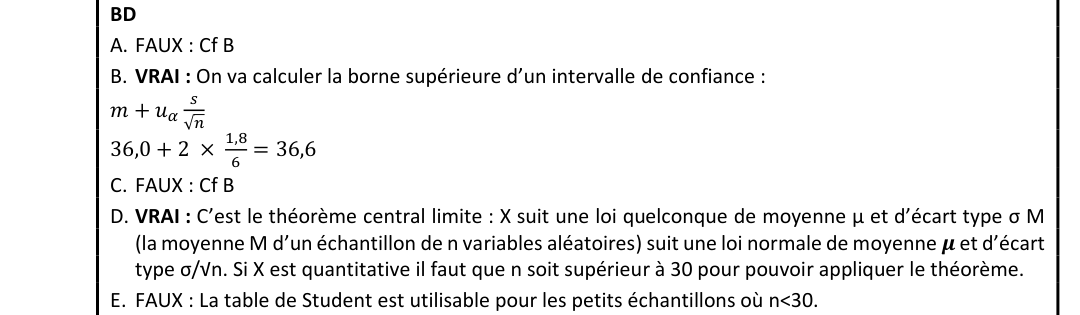 BD
A. FAUX : Cf B
B. VRAI : On va calculer la borne supérieure d’un intervalle de confiance :
m + uα s/√n
36,0 + 2 × 1,8/6 = 36,6
C. FAUX : Cf B
D. VRAI : C’est le théorème central limite : X suit une loi quelconque de moyenne μ et d’écart type σ M
(la moyenne M d’un échantillon de n variables aléatoires) suit une loi normale de moyenne μ et d’écart
type σ/√n. Si X est quantitative il faut que n soit supérieur à 30 pour pouvoir appliquer le théorème.
E. FAUX : La table de Student est utilisable pour les petits échantillons où n<30.